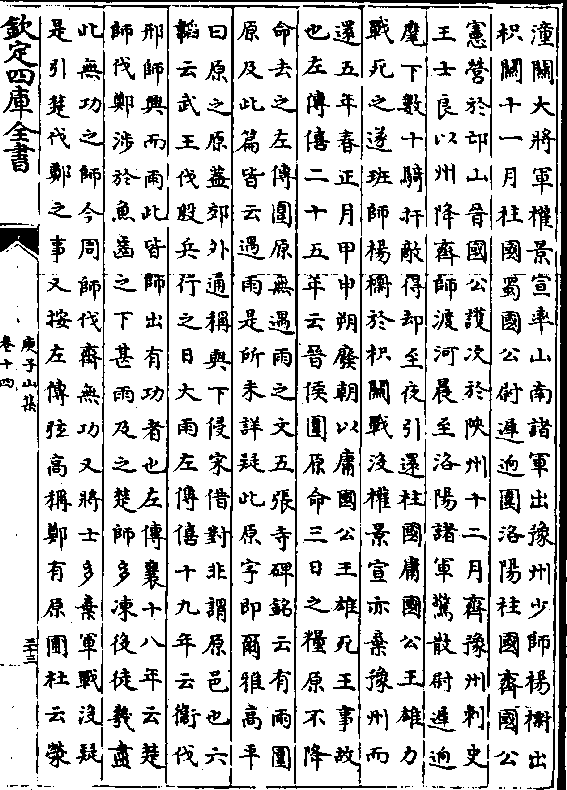 潼關大將軍權景宣率山南諸軍出豫州少師楊㯹出
枳關十一月柱國蜀國公尉遲迥圍洛陽柱國齊國公
憲營於邙山晉國公護次於陜州十二月齊豫州刺史
王士良以州降齊師渡河晨至洛陽諸軍驚散尉遲迥
麾下數十騎扞敵得却至夜引還柱國庸國公王雄力
戰死之遂班師楊㯹於枳關戰没權景宣亦棄豫州而
還五年春正月甲申朔廢朝以庸國公王雄死王事故
也左傳僖二十五年云晉侯圍原命三日之糧原不降
命去之左傳圍原無遇雨之文五張寺碑銘云有雨圍
原及此篇皆云遇雨是所未詳疑此原字即爾雅髙平
曰原之原蓋郊外通稱與下侵宋借對非謂原邑也六
韜云武王伐殷兵行之日大雨左傳僖十九年云衛伐
邢師興而雨此皆師出有功者也左傳襄十八年云楚
師伐鄭涉於魚齒之下甚雨及之楚師多凍役徒幾盡
此無功之師今周師伐齊無功又將士多棄軍戰没疑
是引楚伐鄭之事又按左傳弦髙稱鄭有原圃杜云滎
欽定四庫全書
庾子山集
卷十四
三十三